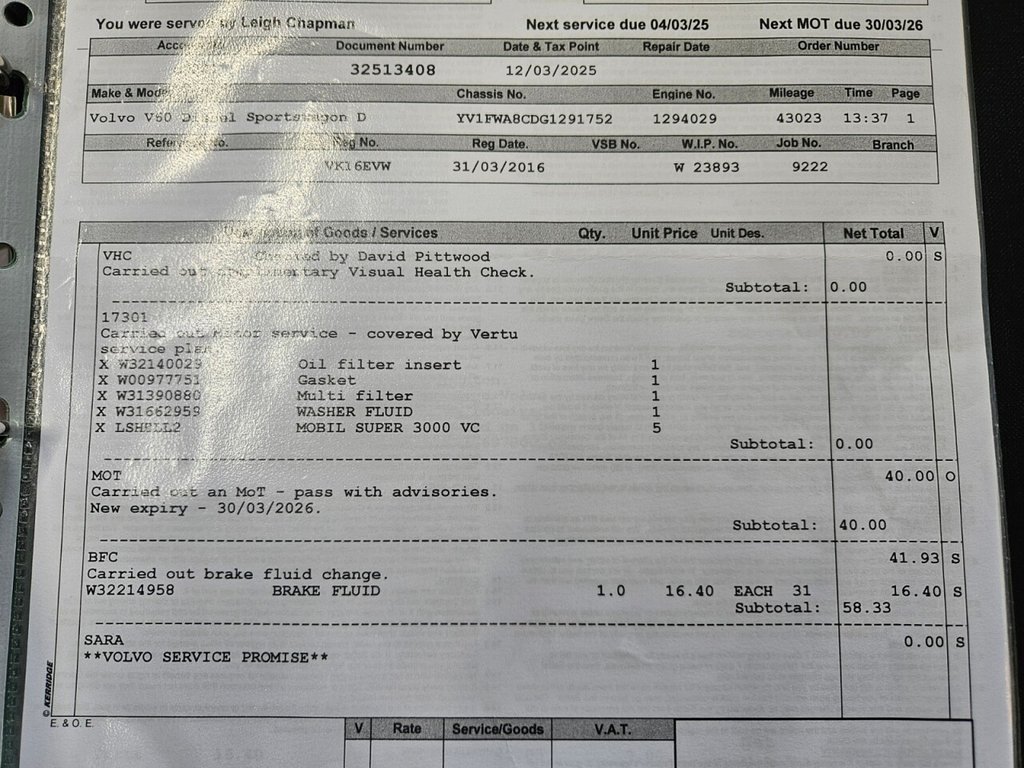 You were served by Leigh Chapman Next service due 04/03/25 Next MOT due 30/03/26
Document Number Date & Tax Point Repair Date Order Number
32513408 12/03/2025
Make & Model Chassis No. Engine No. Mileage Time Page
Volvo V60 Diesel Sportswagon D YV1FWA8CDG1291752 1294029 43023 13:37 1
Reg No. Reg Date. VSB No. W.I.P. No. Job No. Branch
VK16EVW 31/03/2016 W 23893 9222
of Goods / Services Qty. Unit Price Unit Des. Net Total V
VHC by David Pittwood 0.00 S
Carried out complimentary Visual Health Check.
Subtotal: 0.00
17301
Carried out service - covered by Vertu
service plan.
X W32140029 Oil filter insert 1
X W00977751 Gasket 1
X W31390880 Multi filter 1
X W31662959 WASHER FLUID 1
X LSHELL2 MOBIL SUPER 3000 VC 5
Subtotal: 0.00
MOT 40.00 O
Carried out an MoT - pass with advisories.
New expiry - 30/03/2026.
Subtotal: 40.00
BFC 41.93 S
Carried out brake fluid change.
W32214958 BRAKE FLUID 1.0 16.40 EACH 31 16.40 S
Subtotal: 58.33
SARA 0.00 S
**VOLVO SERVICE PROMISE**
© KERRIDGE
E. & O. E.
V Rate Service/Goods V.A.T.